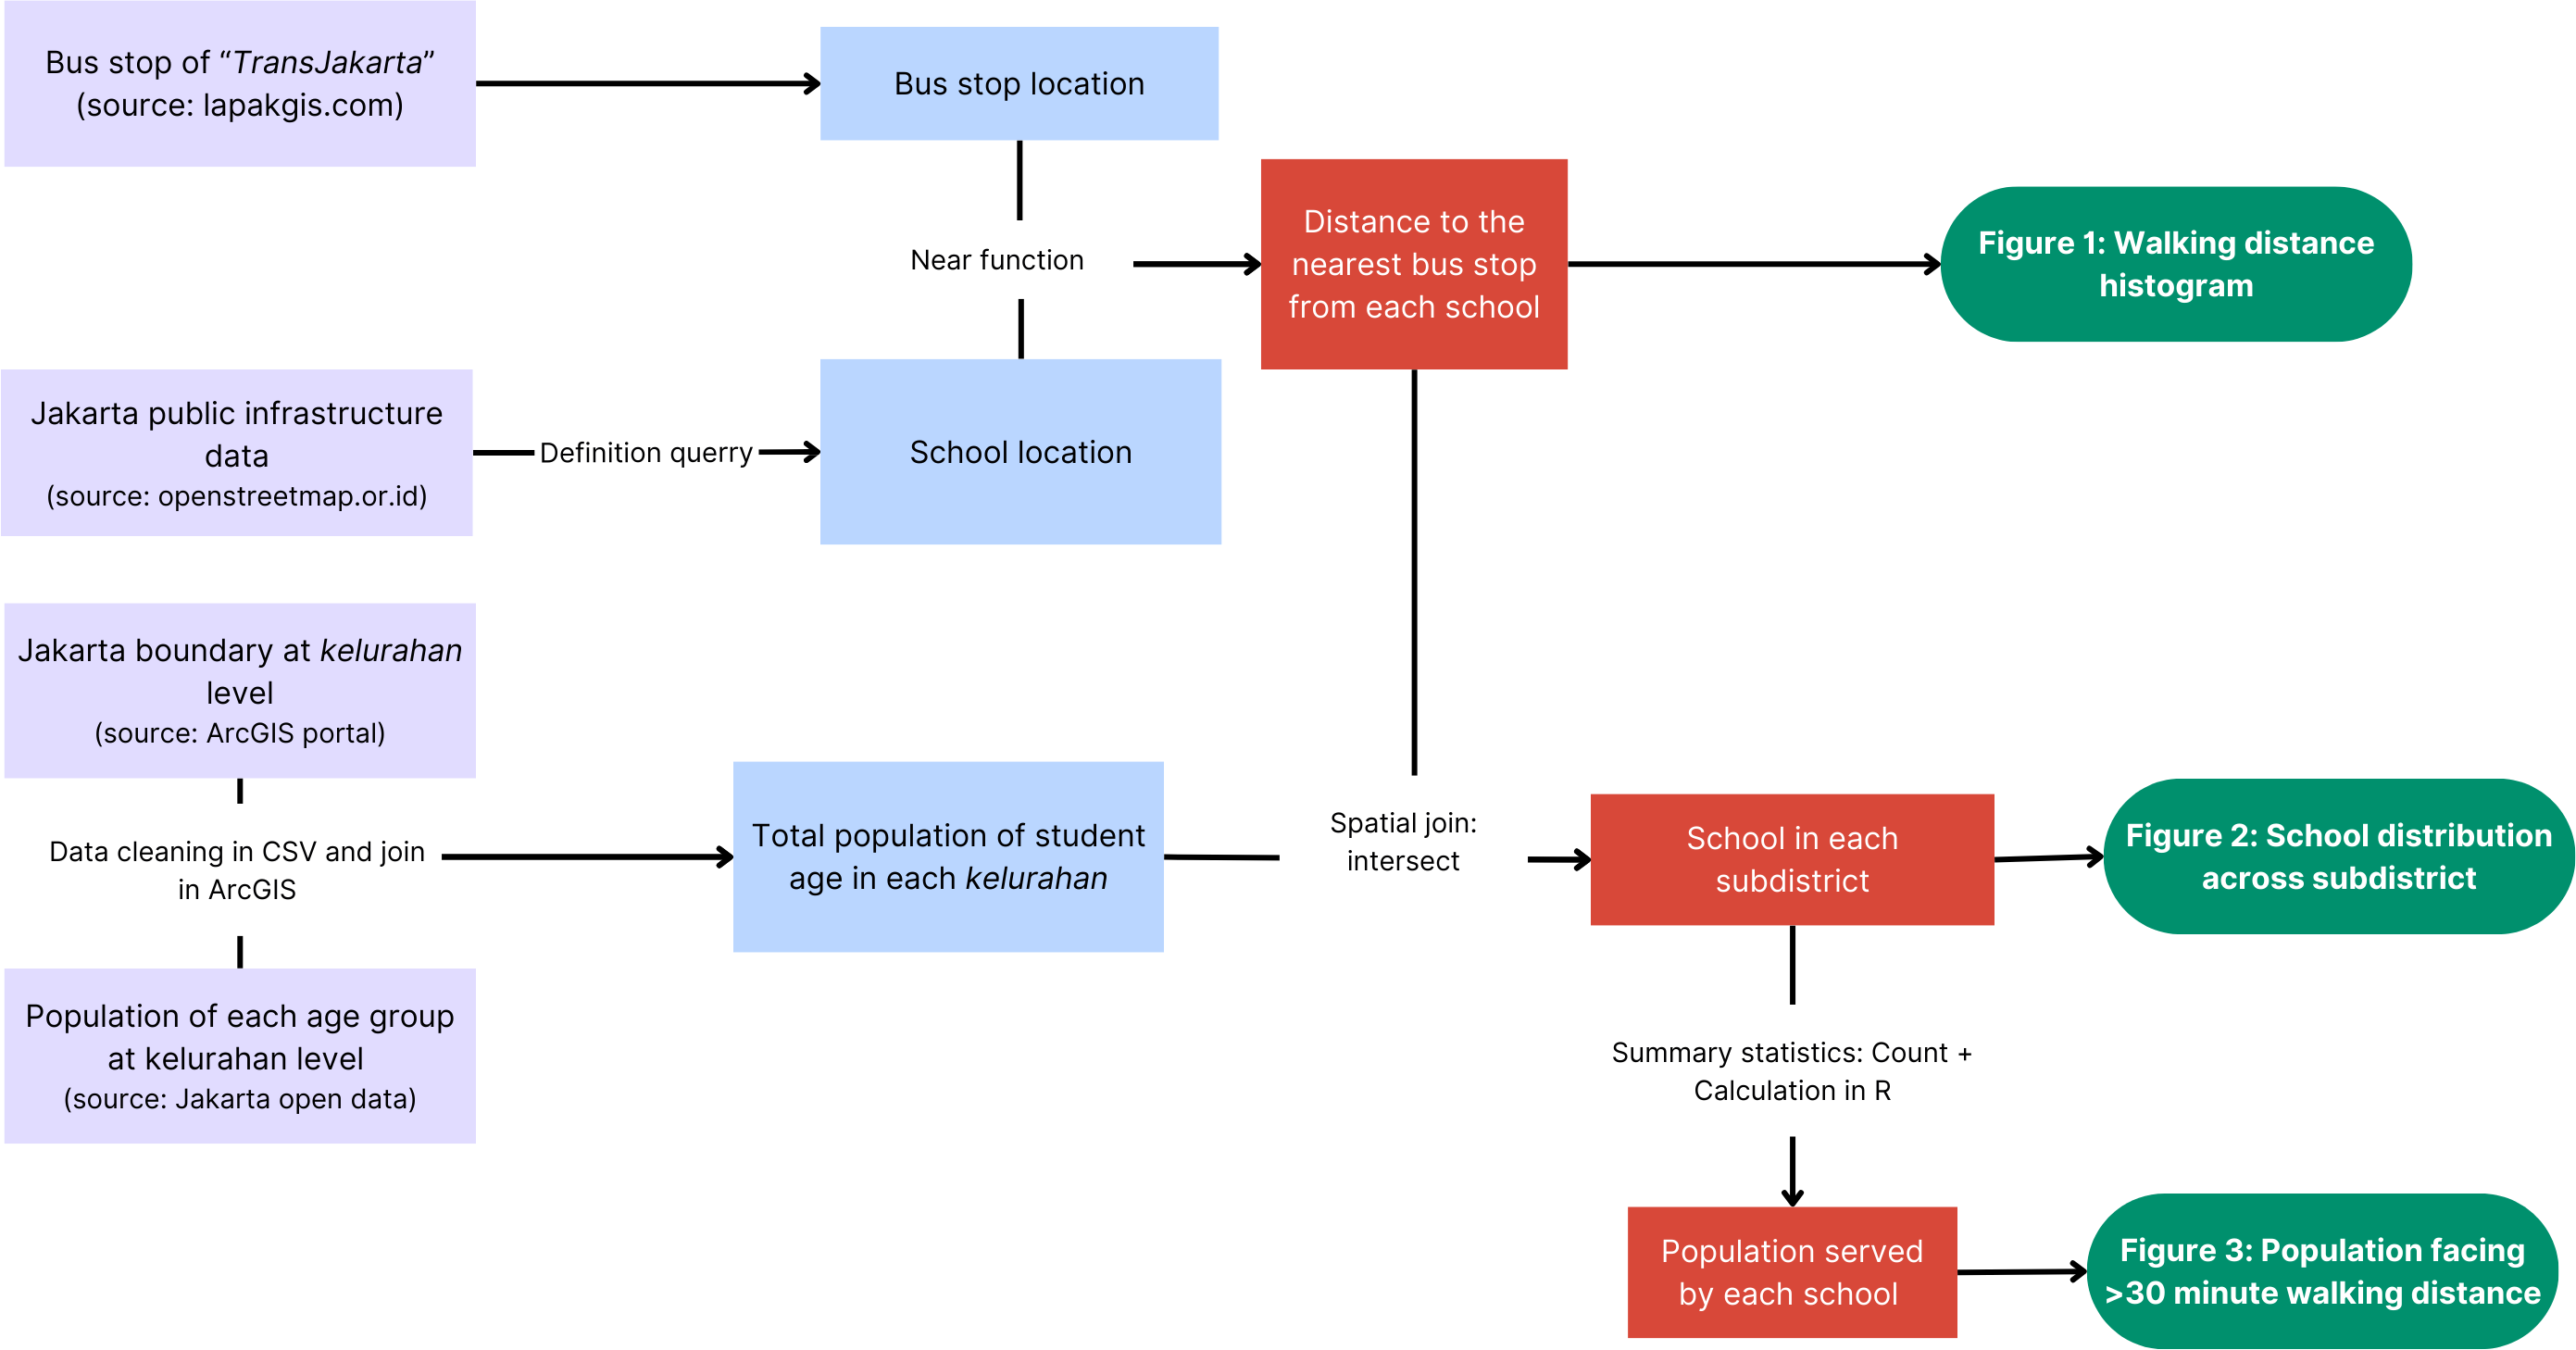 Bus stop of “TransJakarta”
(source: lapakgis.com)
Bus stop location
Near function
Distance to the
nearest bus stop
from each school
Figure 1: Walking distance
histogram
Jakarta public infrastructure
data
(source: openstreetmap.or.id)
Definition querry
School location
Jakarta boundary at kelurahan
level
(source: ArcGIS portal)
Data cleaning in CSV and join
in ArcGIS
Population of each age group
at kelurahan level
(source: Jakarta open data)
Total population of student
age in each kelurahan
Spatial join:
intersect
School in each
subdistrict
Figure 2: School distribution
across subdistrict
Summary statistics: Count +
Calculation in R
Population served
by each school
Figure 3: Population facing
>30 minute walking distance